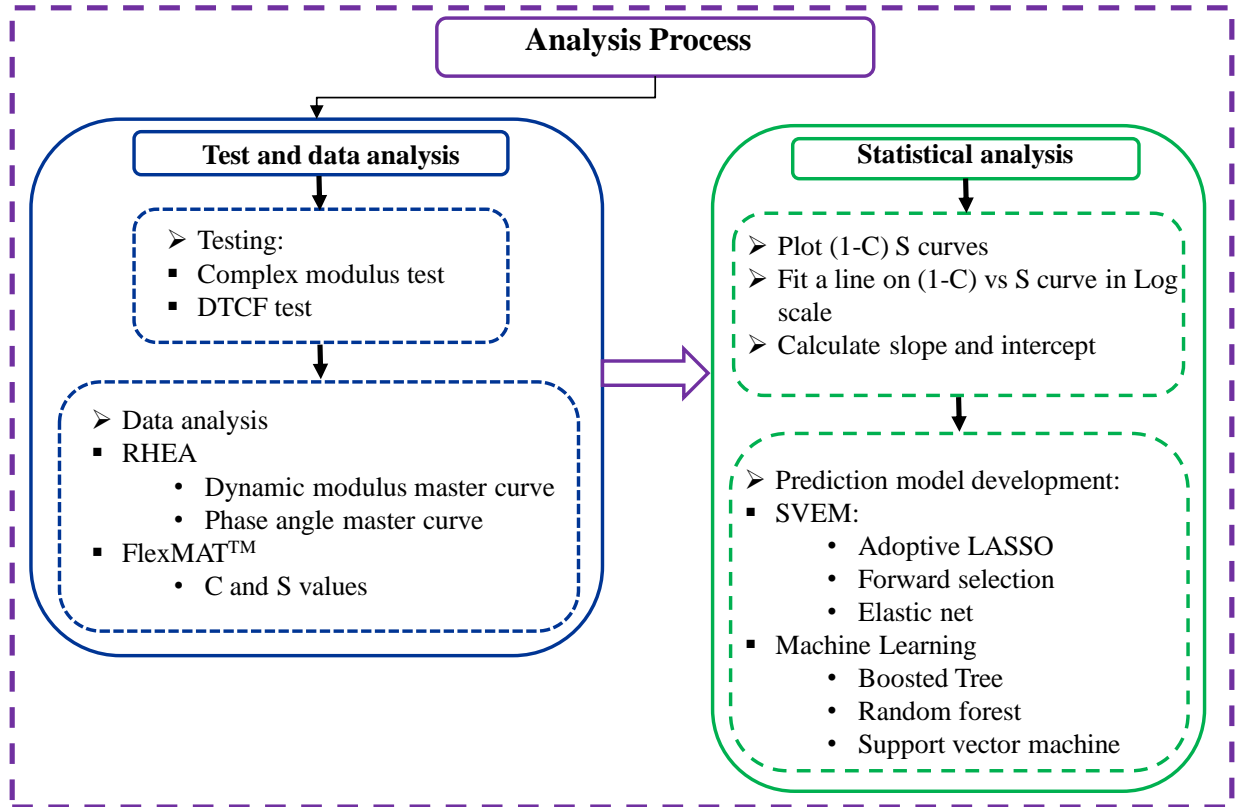 Analysis Process
Test and data analysis
➢ Testing:
▪ Complex modulus test
▪ DTCF test
➢ Data analysis
▪ RHEA
• Dynamic modulus master curve
• Phase angle master curve
▪ FlexMAT™
• C and S values
Statistical analysis
➢ Plot (1-C) S curves
➢ Fit a line on (1-C) vs S curve in Log
scale
➢ Calculate slope and intercept
➢ Prediction model development:
▪ SVEM:
• Adoptive LASSO
• Forward selection
• Elastic net
▪ Machine Learning
• Boosted Tree
• Random forest
• Support vector machine